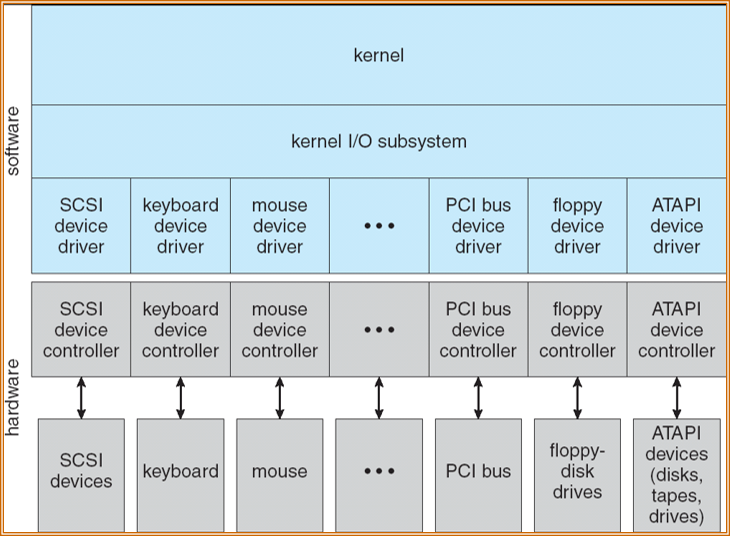 software
kernel
kernel I/O subsystem
SCSI
device
driver
keyboard
device
driver
mouse
device
driver
•••
PCI bus
device
driver
floppy
device
driver
ATAPI
device
driver
hardware
SCSI
device
controller
keyboard
device
controller
mouse
device
controller
•••
PCI bus
device
controller
floppy
device
controller
ATAPI
device
controller
SCSI
devices
keyboard
mouse
•••
PCI bus
floppy-
disk
drives
ATAPI
devices
(disks,
tapes,
drives)